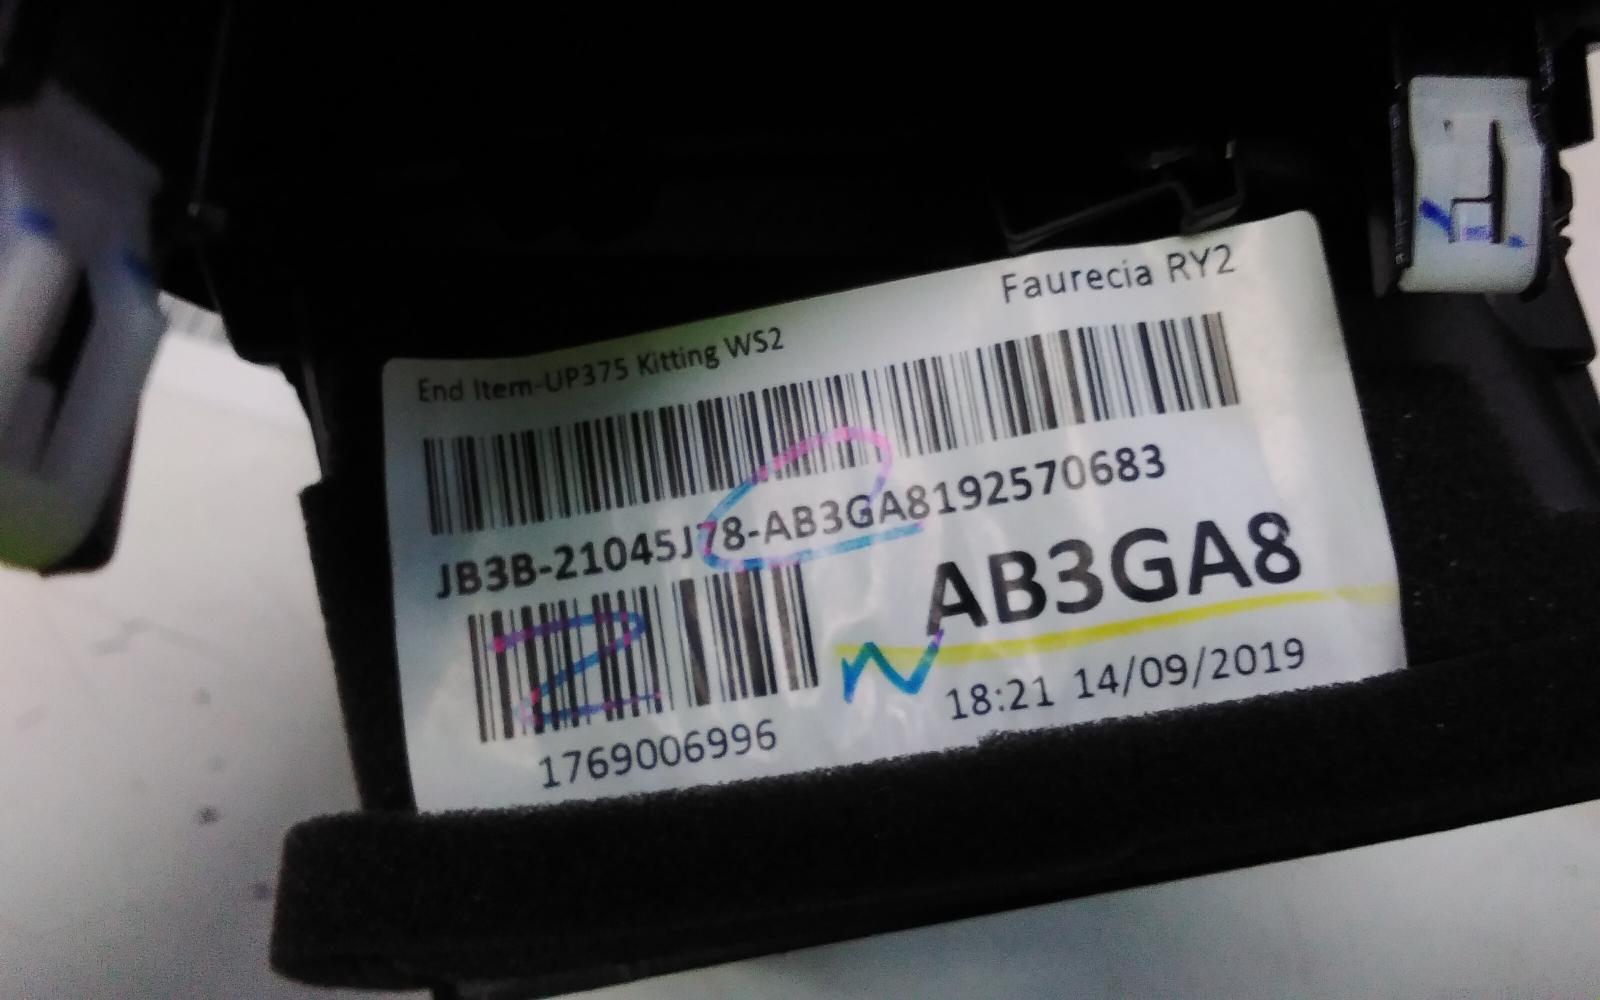 Faurecia RY2
End Item-UP375 Kitting WS2
JB3B-21045J78-AB3GA8192570683
AB3GA8
18:21 14/09/2019
1769006996